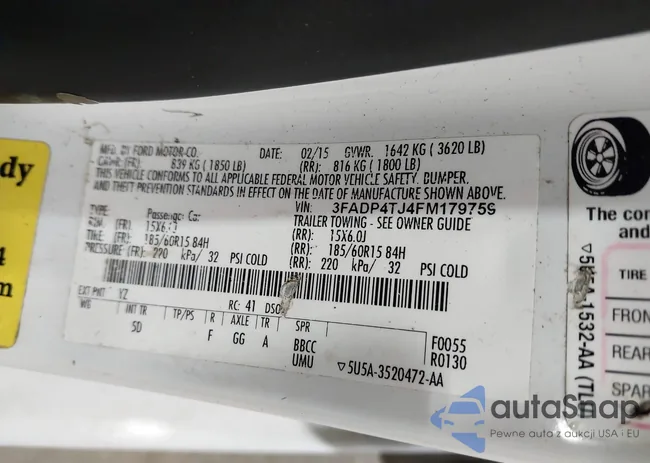 MFD. BY FORD MOTOR CO. DATE: 02/15 GVWR: 1642 KG ( 3620 LB)
GAWR: (FR): 839 KG ( 1850 LB) (RR): 816 KG ( 1800 LB)
THIS VEHICLE CONFORMS TO ALL APPLICABLE FEDERAL MOTOR VEHICLE SAFETY, BUMPER,
AND THEFT PREVENTION STANDARDS IN EFFECT ON THE DATE OF MANUFACTURE SHOWN ABOVE.
VIN: 3FADP4TJ4FM179759
TYPE: Passenger Car TRAILER TOWING - SEE OWNER GUIDE
RIM: 15X6.0J (RR): 15X6.0J
185/60R15 84H (RR): 185/60R15 84H
PRESSURE (FR): 220 kPa/ 32 PSI COLD (RR): 220 kPa/ 32 PSI COLD
EXT PNT: YZ RC: 41 DSO:
WB INT TR TP/PS R AXLE TR SPR F0055
5D F GG A BBCC R0130
UMU ▽5U5A-3520472-AA
dy
4
m
The con
and
▽5U5A-1532-AA (TL
TIRE
FRON
REAR
SPAR
autoSnap
Pewne auta z aukcji USA i EU